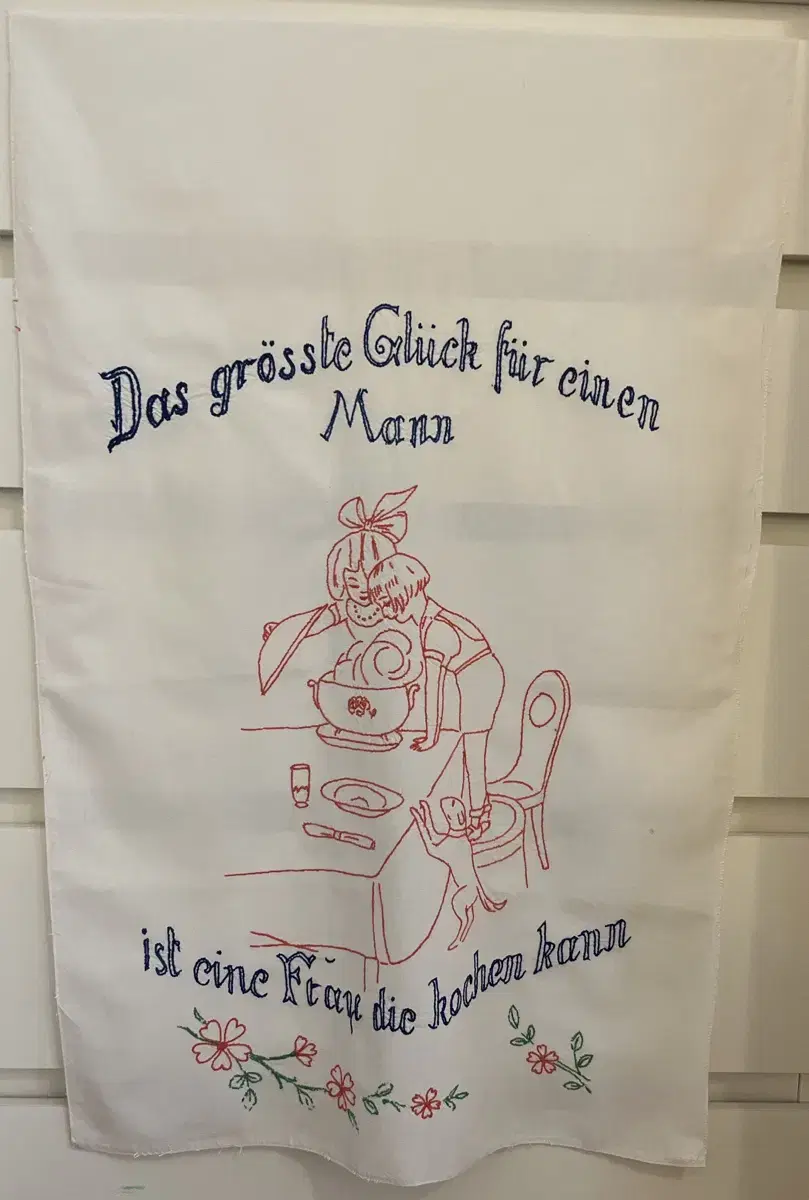 Das grösste Glück für einen
Mann
ist eine Frau die kochen kann